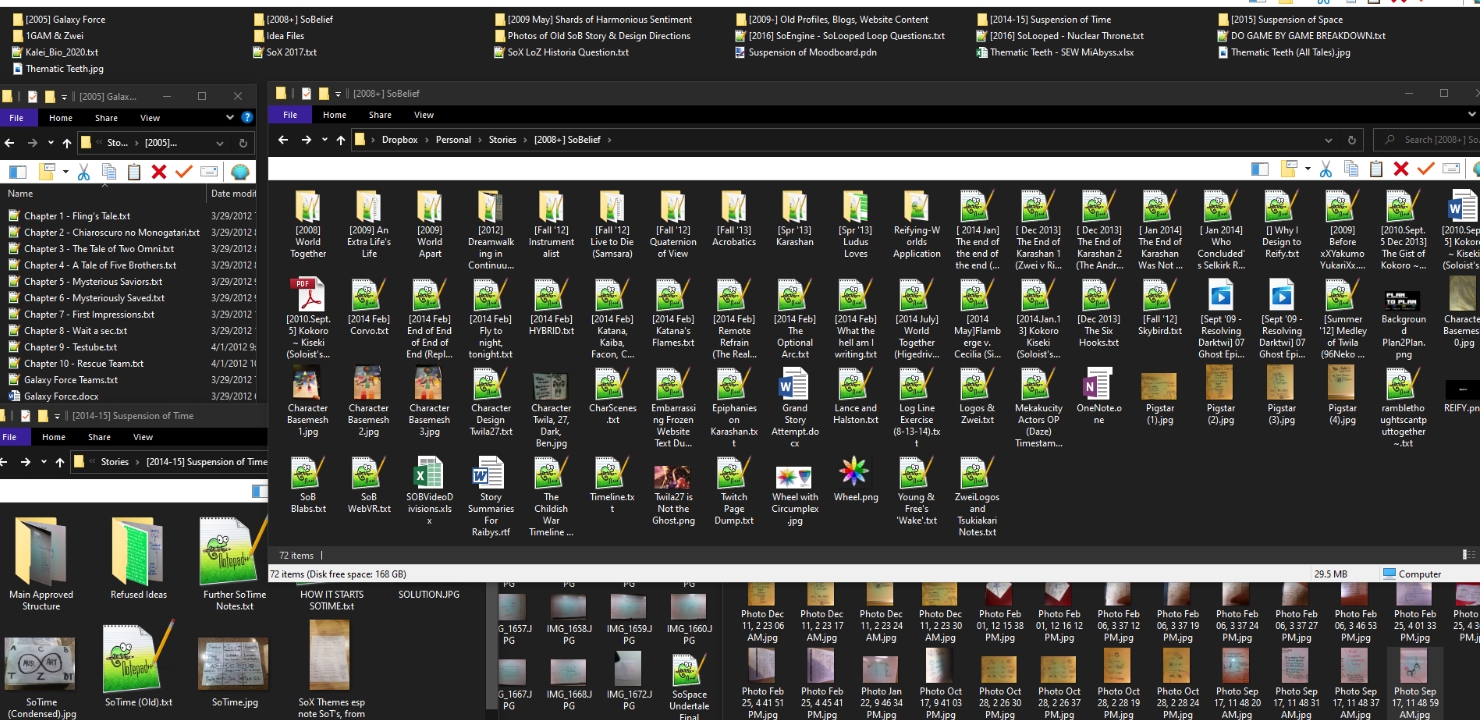 [2005] Galaxy Force
[2008+] SoBelief
[2009 May] Shards of Harmonious Sentiment
[2009-] Old Profiles, Blogs, Website Content
[2014-15] Suspension of Time
[2015] Suspension of Space
1GAM & Zwei
Idea Files
Photos of Old SoB Story & Design Directions
[2016] SoEngine - SoLooped Loop Questions.txt
[2016] SoLooped - Nuclear Throne.txt
DO GAME BY GAME BREAKDOWN.txt
Kalei_Bio_2020.txt
SoX 2017.txt
SoX LoZ Historia Question.txt
Suspension of Moodboard.pdn
Thematic Teeth - SEW MiAbyss.xlsx
Thematic Teeth (All Tales).jpg
Thematic Teeth.jpg
[2005] Galax...
File Home Share View
Sto... › [2005]...
Name Date modif
Chapter 1 - Fling's Tale.txt 3/29/2012
Chapter 2 - Chiaroscuro no Monogatari.txt 3/29/2012
Chapter 3 - The Tale of Two Omni.txt 3/29/2012
Chapter 4 - A Tale of Five Brothers.txt 3/29/2012
Chapter 5 - Mysterious Saviors.txt 3/29/2012
Chapter 6 - Mysteriously Saved.txt 3/29/2012
Chapter 7 - First Impressions.txt 3/29/2012
Chapter 8 - Wait a sec.txt 3/29/2012
Chapter 9 - Testube.txt 4/1/2012
Chapter 10 - Rescue Team.txt 4/1/2012
Galaxy Force Teams.txt 3/29/2012
Galaxy Force.docx 3/29/2012
[2008+] SoBelief
File Home Share View
Dropbox › Personal › Stories › [2008+] SoBelief ›
Search [2008+] So
[2008] World Together
[2009] An Extra Life's Life
[2009] World Apart
[2012] Dreamwalking in Continuu...
[Fall '12] Instrumentalist
[Fall '12] Live to Die (Samsara)
[Fall '12] Quaternion of View
[Fall '13] Acrobatics
[Spr '13] Karashan
[Spr '13] Ludus Loves
Reifying-Worlds Application
[ 2014 Jan] The end of the end (...
[ Dec 2013] The End of Karashan 1 (Zwei v Ri...
[ Dec 2013] The End of Karashan 2 (The Andr...
[ Jan 2014] The End of Karashan Was Not ...
[ Jan 2014] Who Concluded's Selkirk R...
[] Why I Design to Reify.txt
[2009] Before xXYakumoYukariXx....
[2010.Sept.5 Dec 2013] The Gist of Kokoro ~...
[2010.Sept.5] Kokoro ~ Kiseki (Soloist's...
[2010.Sept.5] Kokoro ~ Kiseki (Soloist's...
[2014 Feb] Corvo.txt
[2014 Feb] End of End of End (Repl...
[2014 Feb] Fly to night, tonight.txt
[2014 Feb] HYBRID.txt
[2014 Feb] Katana, Kaiba, Facon, C...
[2014 Feb] Katana's Flames.txt
[2014 Feb] Remote Refrain (The Real...
[2014 Feb] The Optional Arc.txt
[2014 Feb] What the hell am I writing.txt
[2014 July] World Together (Higedriv...
[2014 May]Flamberge v. Cecilia (Si...
[2014.Jan.13] Kokoro Kiseki (Soloist's...
[Dec 2013] The Six Hooks.txt
[Fall '12] Skybird.txt
[Sept '09 - Resolving Darktwi] 07 Ghost Epi...
[Sept '09 - Resolving Darktwi] 07 Ghost Epi...
[Summer '12] Medley of Twila (96Neko ...
Background Plan2Plan.png
PLAN TO PLAN
Character Basemesh 0.jpg
Character Basemesh 1.jpg
Character Basemesh 2.jpg
Character Basemesh 3.jpg
Character Design Twila27.txt
Character Twila, 27, Dark, Ben.jpg
CharScenes.txt
Embarrassing Frozen Website Text Du...
Epiphanies on Karashan.txt
Grand Story Attempt.docx
Lance and Halston.txt
Log Line Exercise (8-13-14).txt
Logos & Zwei.txt
Mekakucity Actors OP (Daze) Timestam...
OneNote.one
Pigstar (1).jpg
Pigstar (2).jpg
Pigstar (3).jpg
Pigstar (4).jpg
ramblethoughtscantputtogether~.txt
REIFY.pn
SoB Blabs.txt
SoB WebVR.txt
SOBVideoDivisions.xlsx
Story Summaries For Raibys.rtf
The Childish War Timeline ...
Timeline.txt
Twila27 is Not the Ghost.png
Twitch Page Dump.txt
Wheel with Circumplex.jpg
Wheel.png
Young & Free's 'Wake'.txt
ZweiLogos and Tsukiakari Notes.txt
72 items
72 items (Disk free space: 168 GB)
29.5 MB
Computer
[2014-15] Suspension of Time
File Home Share View
Stories › [2014-15] Suspension of Time
Main Approved Structure
Refused Ideas
Further SoTime Notes.txt
HOW IT STARTS SOTIME.txt
SOLUTION.JPG
SoTime (Condensed).jpg
SoTime (Old).txt
SoTime.jpg
SoX Themes esp note SoT's, from
G_1657.JPG
IMG_1658.JPG
IMG_1659.JPG
IMG_1660.JPG
G_1667.JPG
IMG_1668.JPG
IMG_1672.JPG
SoSpace Undertale Final
Photo Dec 11, 2 23 06 AM.jpg
Photo Dec 11, 2 23 17 AM.jpg
Photo Dec 11, 2 23 24 AM.jpg
Photo Dec 11, 2 23 30 AM.jpg
Photo Feb 01, 12 15 38 PM.jpg
Photo Feb 01, 12 16 12 PM.jpg
Photo Feb 06, 3 37 12 PM.jpg
Photo Feb 06, 3 37 19 PM.jpg
Photo Feb 06, 3 37 24 PM.jpg
Photo Feb 06, 3 37 27 PM.jpg
Photo Feb 06, 3 46 53 PM.jpg
Photo Feb 25, 4 01 33 PM.jpg
Photo Feb 25, 4 41 51 PM.jpg
Photo Feb 25, 4 45 41 PM.jpg
Photo Jan 22, 9 46 34 PM.jpg
Photo Oct 17, 9 41 03 PM.jpg
Photo Oct 28, 2 26 30 PM.jpg
Photo Oct 28, 2 26 37 PM.jpg
Photo Oct 28, 2 28 19 PM.jpg
Photo Oct 28, 2 28 24 PM.jpg
Photo Sep 17, 11 48 20 AM.jpg
Photo Sep 17, 11 48 31 AM.jpg
Photo Sep 17, 11 48 37 AM.jpg
Photo Sep 17, 11 48 59 AM.jpg